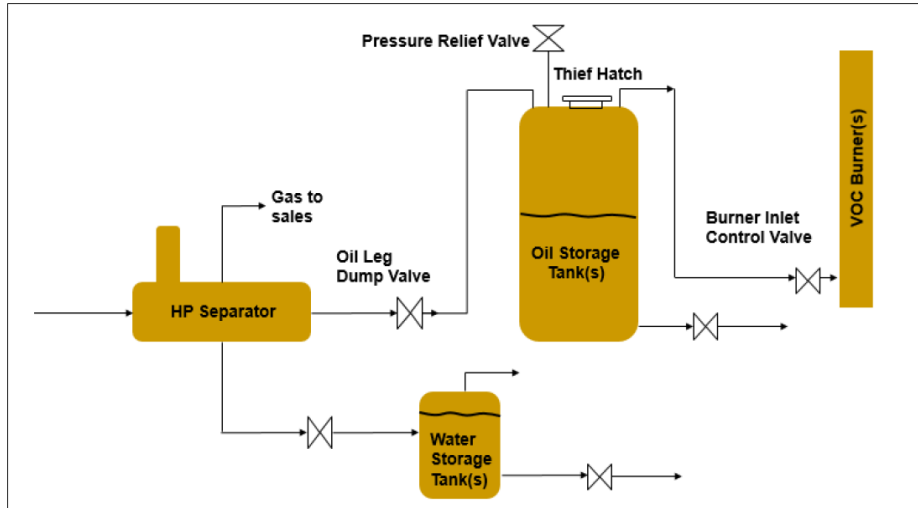 Pressure Relief Valve
Thief Hatch
VOC Burner(s)
Gas to
sales
Burner Inlet
Control Valve
Oil Leg
Dump Valve
Oil Storage
Tank(s)
HP Separator
Water
Storage
Tank(s)